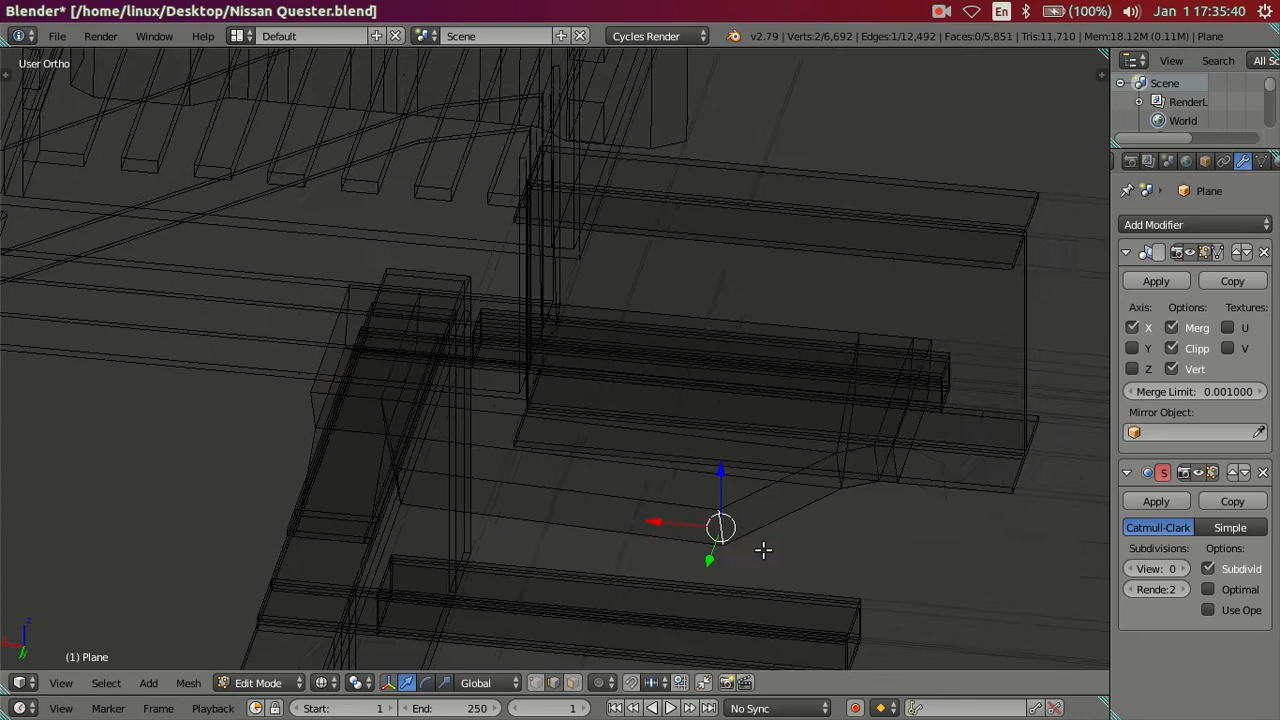 Blender* [/home/linux/Desktop/Nissan Quester.blend]
En (100%) Jan 1 17:35:40
File Render Window Help Default Scene Cycles Render v2.79 | Verts:2/6,692 | Edges:1/12,492 | Faces:0/5,851 | Tris:11,710 | Mem:18.12M (0.11M) | Plane
User Ortho
View Search All Sc
Scene
RenderL
World
Plane
Add Modifier
Apply Copy
Axis: Options: Textures:
X Merg U
Y Clipp V
Z Vert
Merge Limit: 0.001000
Mirror Object:
S
Apply Copy
Catmull-Clark Simple
Subdivisions: Options:
View: 0 Subdivid
Rende: 2 Optimal
Use Ope
z
(1) Plane
View Select Add Mesh Edit Mode Global
View Marker Frame Playback Start: 1 End: 250 1 No Sync